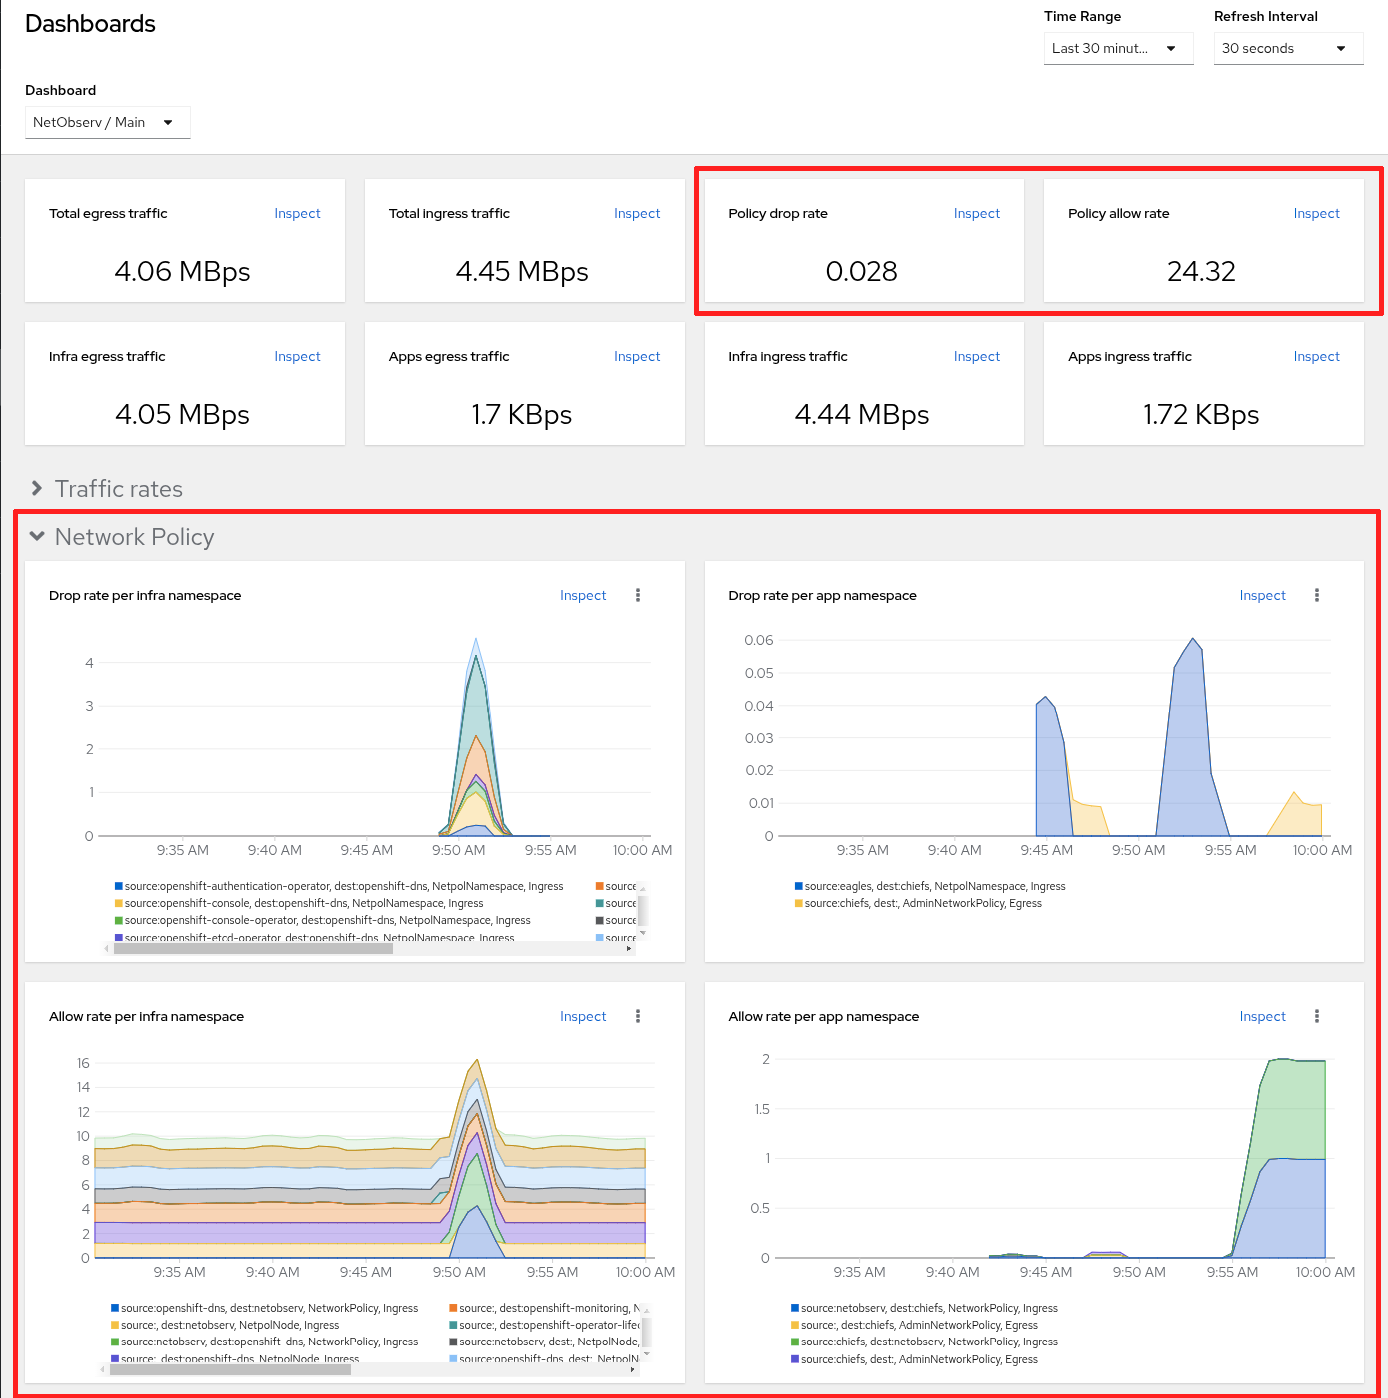 Dashboards
Time Range
Refresh Interval
Last 30 minut...
30 seconds
Dashboard
NetObserv / Main
Total egress traffic
Inspect
4.06 MBps
Total ingress traffic
Inspect
4.45 MBps
Policy drop rate
Inspect
0.028
Policy allow rate
Inspect
24.32
Infra egress traffic
Inspect
4.05 MBps
Apps egress traffic
Inspect
1.7 KBps
Infra ingress traffic
Inspect
4.44 MBps
Apps ingress traffic
Inspect
1.72 KBps
Traffic rates
Network Policy
Drop rate per infra namespace
Inspect
4
3
2
1
0
9:35 AM 9:40 AM 9:45 AM 9:50 AM 9:55 AM 10:00 AM
source:openshift-authentication-operator, dest:openshift-dns, NetpolNamespace, Ingress
source:openshift-console, dest:openshift-dns, NetpolNamespace, Ingress
source:openshift-console-operator, dest:openshift-dns, NetpolNamespace, Ingress
source:openshift-etcd-operator, dest:openshift-dns, NetpolNamespace, Ingress
source
source
source
source
Drop rate per app namespace
Inspect
0.06
0.05
0.04
0.03
0.02
0.01
0
9:35 AM 9:40 AM 9:45 AM 9:50 AM 9:55 AM 10:00 AM
source:eagles, dest:chiefs, NetpolNamespace, Ingress
source:chiefs, dest:, AdminNetworkPolicy, Egress
Allow rate per infra namespace
Inspect
16
14
12
10
8
6
4
2
0
9:35 AM 9:40 AM 9:45 AM 9:50 AM 9:55 AM 10:00 AM
source:openshift-dns, dest:netobserv, NetworkPolicy, Ingress
source:, dest:netobserv, NetpolNode, Ingress
source:netobserv, dest:openshift-dns, NetworkPolicy, Ingress
source:, dest:openshift-dns, NetpolNode, Ingress
source:, dest:openshift-monitoring, N
source:, dest:openshift-operator-lifec
source:netobserv, dest:, NetpolNode,
source:openshift-dns, dest:, NetpolN
Allow rate per app namespace
Inspect
2
1.5
1
0.5
0
9:35 AM 9:40 AM 9:45 AM 9:50 AM 9:55 AM 10:00 AM
source:netobserv, dest:chiefs, NetworkPolicy, Ingress
source:, dest:chiefs, AdminNetworkPolicy, Egress
source:chiefs, dest:netobserv, NetworkPolicy, Ingress
source:chiefs, dest:, AdminNetworkPolicy, Egress